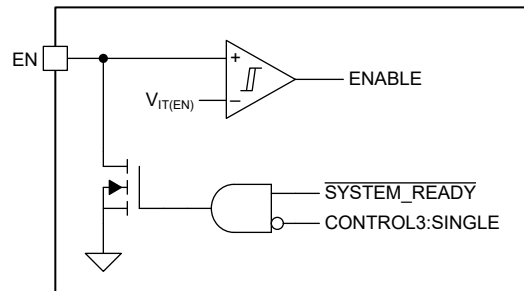 EN
+
ENABLE
V_IT(EN)
−
SYSTEM_READY
CONTROL3:SINGLE